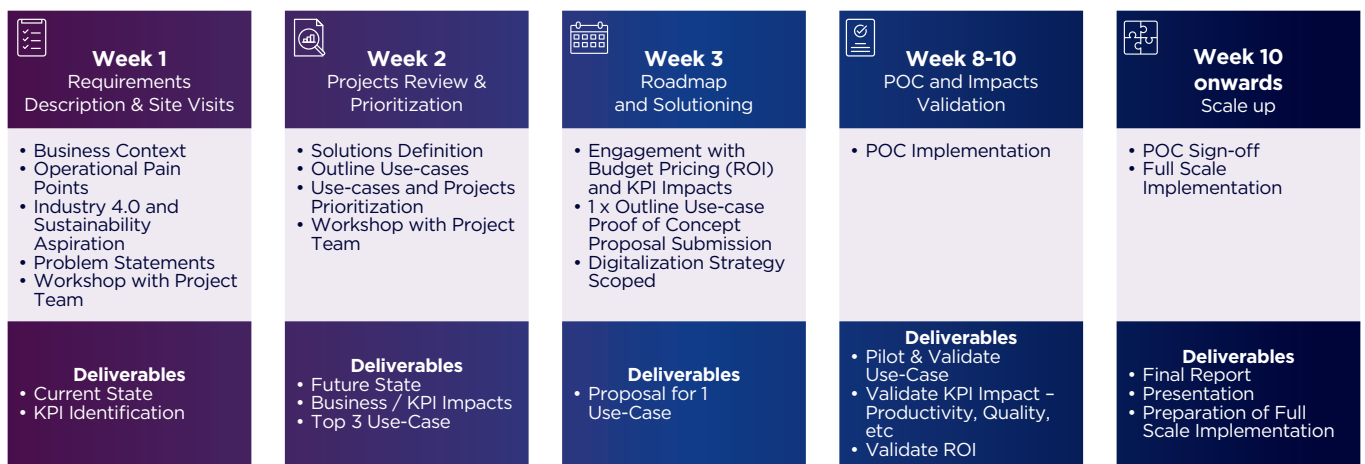 Week 1
Requirements
Description & Site Visits
• Business Context
• Operational Pain
Points
• Industry 4.0 and
Sustainability
Aspiration
• Problem Statements
• Workshop with Project
Team
Deliverables
• Current State
• KPI Identification
Week 2
Projects Review &
Prioritization
• Solutions Definition
• Outline Use-cases
• Use-cases and Projects
Prioritization
• Workshop with Project
Team
Deliverables
• Future State
• Business / KPI Impacts
• Top 3 Use-Case
Week 3
Roadmap
and Solutioning
• Engagement with
Budget Pricing (ROI)
and KPI Impacts
• 1 x Outline Use-case
Proof of Concept
Proposal Submission
• Digitalization Strategy
Scoped
Deliverables
• Proposal for 1
Use-Case
Week 8-10
POC and Impacts
Validation
• POC Implementation
Deliverables
• Pilot & Validate
Use-Case
• Validate KPI Impact –
Productivity, Quality,
etc
• Validate ROI
Week 10
onwards
Scale up
• POC Sign-off
• Full Scale
Implementation
Deliverables
• Final Report
• Presentation
• Preparation of Full
Scale Implementation